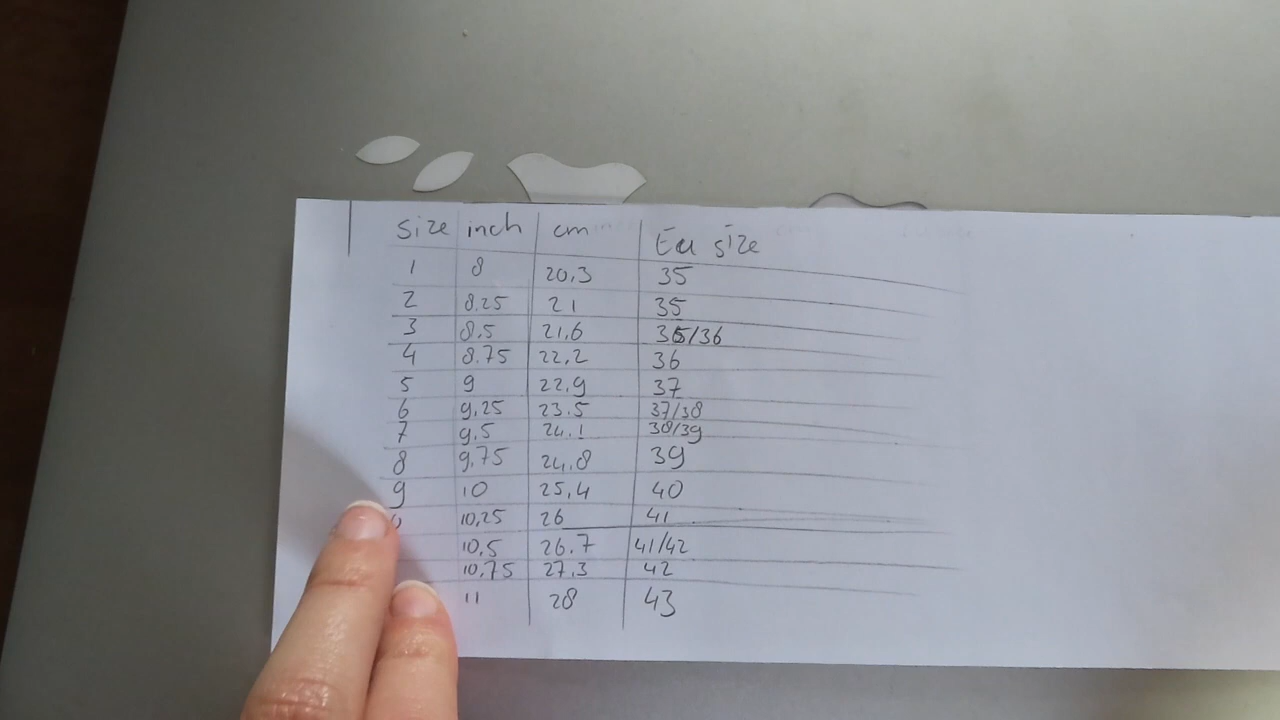 size inch cm Eu size
1 8 20,3 35
2 8.25 21 35
3 8.5 21,6 35/36
4 8.75 22,2 36
5 9 22.9 37
6 9,25 23.5 37/38
7 9,5 24.1 38/39
8 9,75 24,8 39
9 10 25,4 40
10,25 26 41
10,5 26.7 41/42
10,75 27,3 42
11 28 43